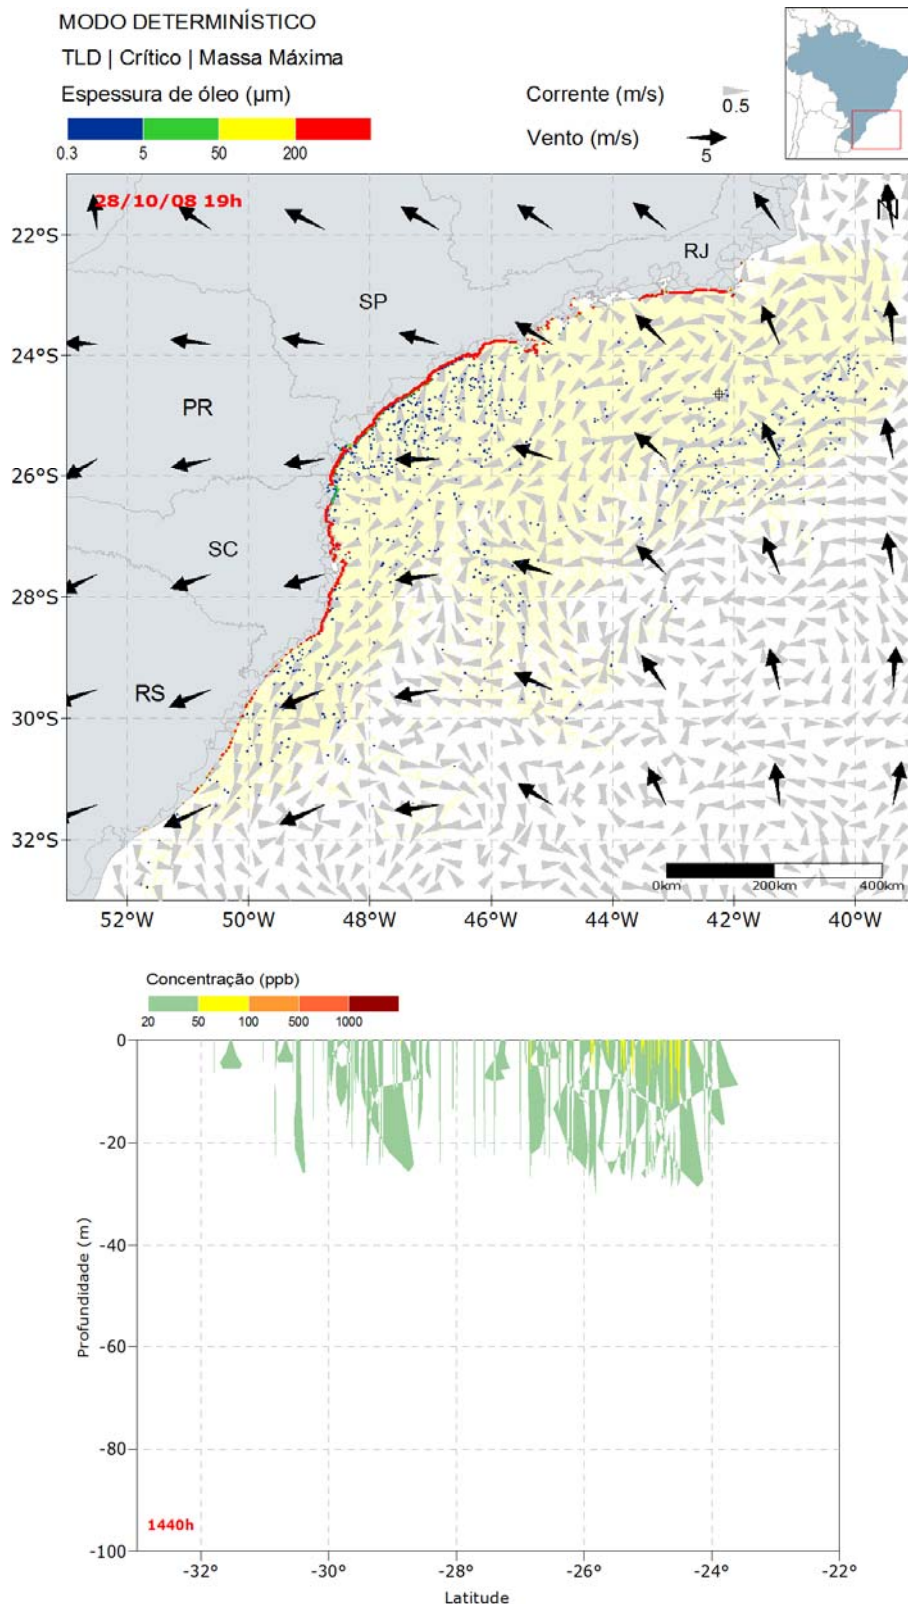 MODO DETERMINÍSTICO
TLD | Crítico | Massa Máxima
Espessura de óleo (µm)
0.3 5 50 200
Corrente (m/s)
0.5
Vento (m/s)
5
28/10/08 19h
N
22°S
24°S
26°S
28°S
30°S
32°S
RJ
SP
PR
SC
RS
0km 200km 400km
52°W 50°W 48°W 46°W 44°W 42°W 40°W
Concentração (ppb)
20 50 100 500 1000
0
-20
-40
-60
-80
-100
Profundidade (m)
1440h
-32° -30° -28° -26° -24° -22°
Latitude